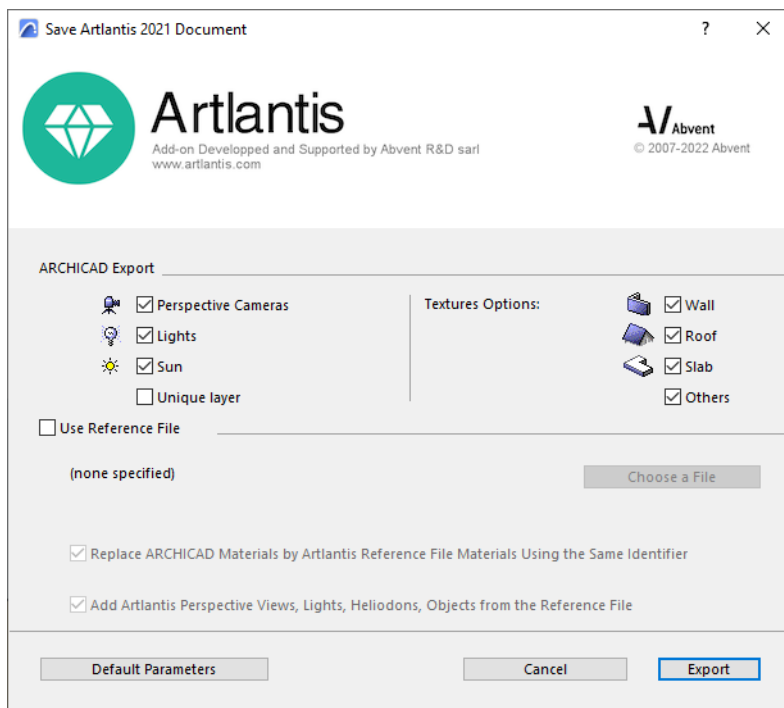 Save Artlantis 2021 Document
?
Artlantis
Add-on Developped and Supported by Abvent R&D sarl
www.artlantis.com
Abvent
© 2007-2022 Abvent
ARCHICAD Export
Perspective Cameras
Lights
Sun
Unique layer
Textures Options:
Wall
Roof
Slab
Others
Use Reference File
(none specified)
Choose a File
Replace ARCHICAD Materials by Artlantis Reference File Materials Using the Same Identifier
Add Artlantis Perspective Views, Lights, Heliodons, Objects from the Reference File
Default Parameters
Cancel
Export